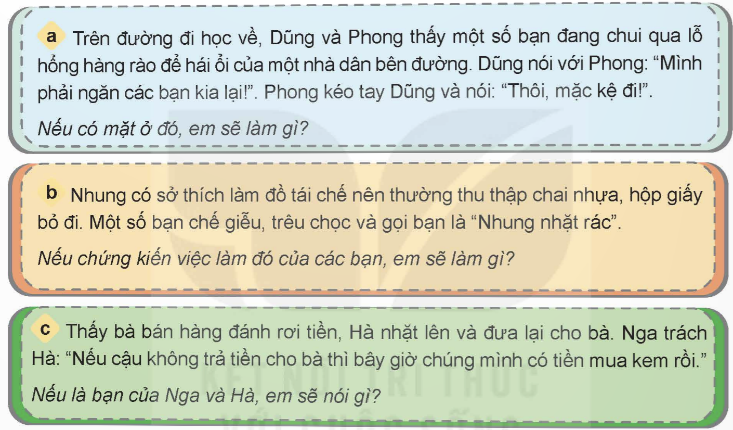 a Trên đường đi học về, Dũng và Phong thấy một số bạn đang chui qua lỗ
hổng hàng rào để hái ổi của một nhà dân bên đường. Dũng nói với Phong: “Mình
phải ngăn các bạn kia lại!”. Phong kéo tay Dũng và nói: “Thôi, mặc kệ đi!”.
Nếu có mặt ở đó, em sẽ làm gì?
b Nhung có sở thích làm đồ tái chế nên thường thu thập chai nhựa, hộp giấy
bỏ đi. Một số bạn chế giễu, trêu chọc và gọi bạn là “Nhung nhặt rác”.
Nếu chứng kiến việc làm đó của các bạn, em sẽ làm gì?
c Thấy bà bán hàng đánh rơi tiền, Hà nhặt lên và đưa lại cho bà. Nga trách
Hà: “Nếu cậu không trả tiền cho bà thì bây giờ chúng mình có tiền mua kem rồi.”
KẾT NỐI TRI THỨC
Nếu là bạn của Nga và Hà, em sẽ nói gì?
VỚI CUỘC SỐNG